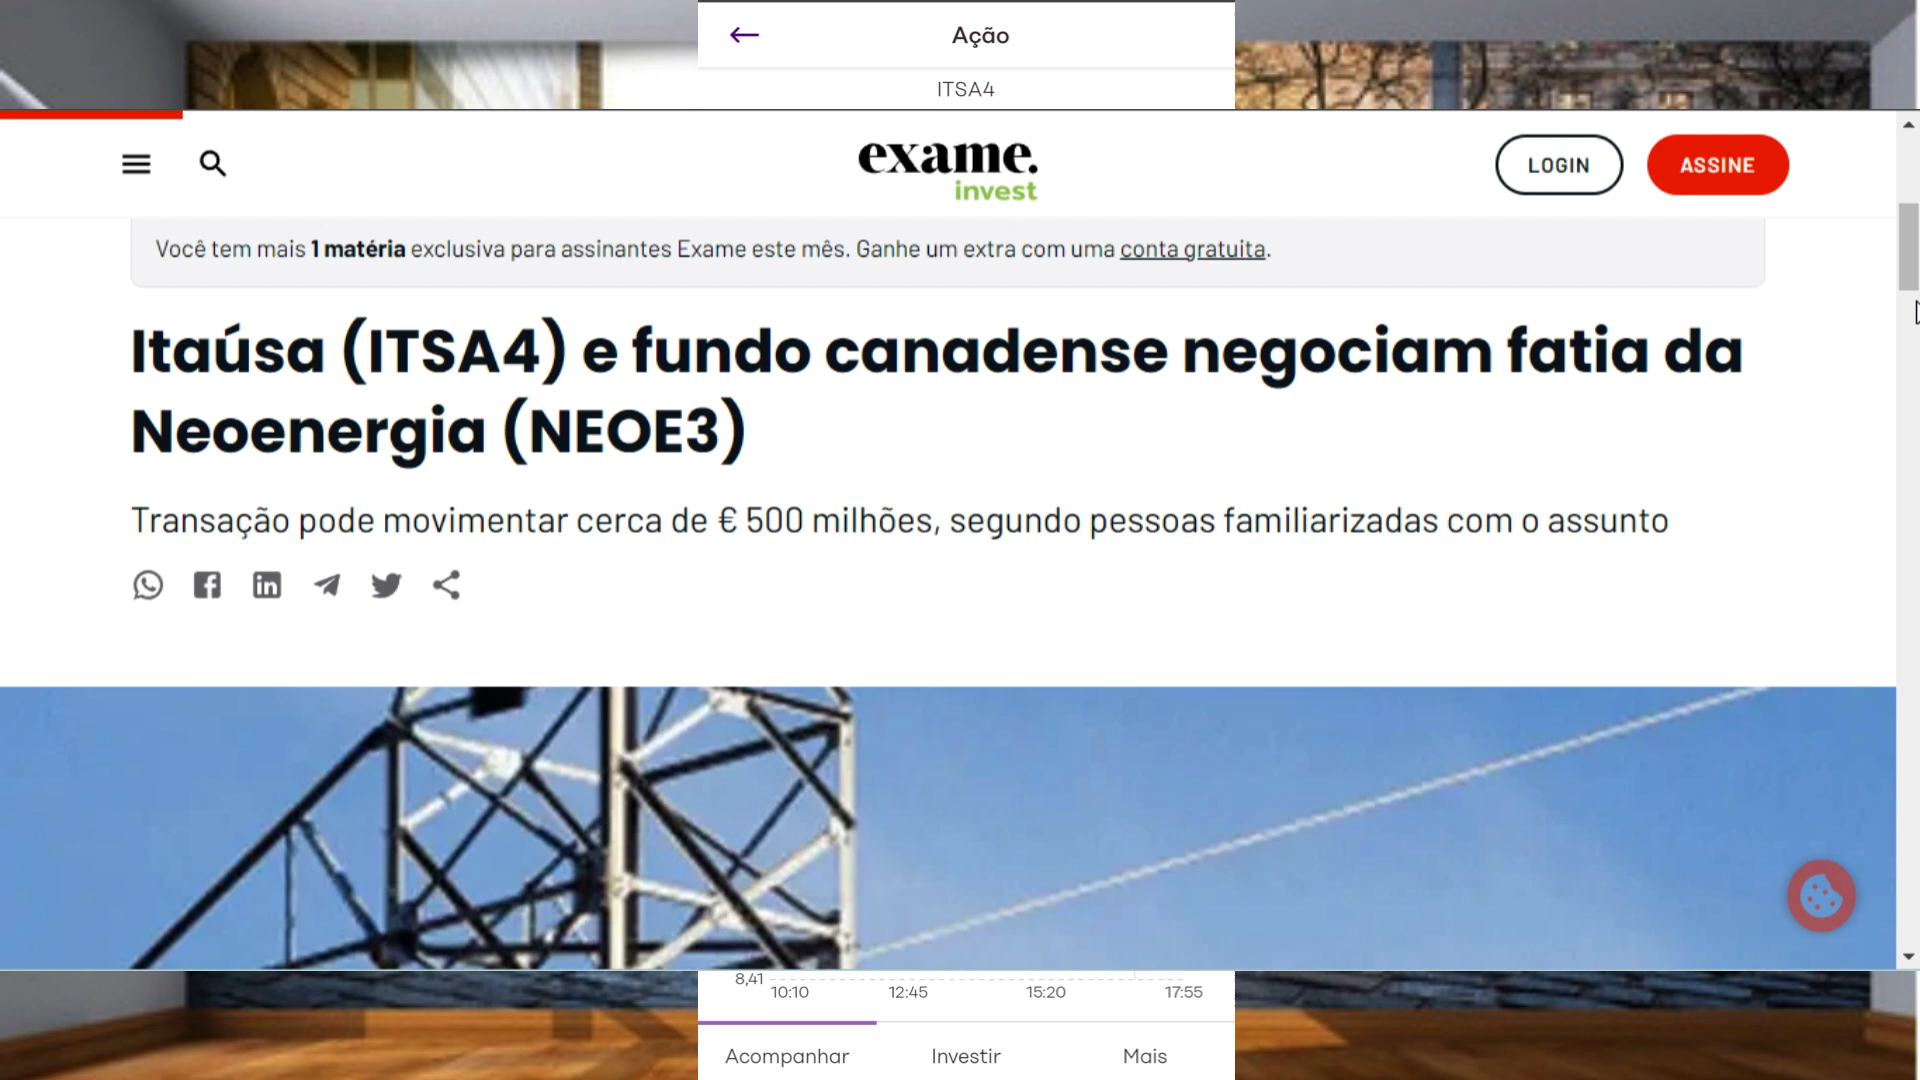 Ação
ITSA4
exame.
invest
LOGIN
ASSINE
Você tem mais 1 matéria exclusiva para assinantes Exame este mês. Ganhe um extra com uma conta gratuita.
Itaúsa (ITSA4) e fundo canadense negociam fatia da
Neoenergia (NEOE3)
Transação pode movimentar cerca de € 500 milhões, segundo pessoas familiarizadas com o assunto
8,41
10:10 12:45 15:20 17:55
Acompanhar Investir Mais